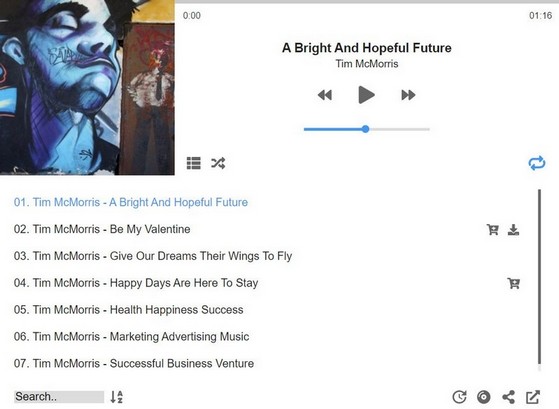 0:00
01:16
A Bright And Hopeful Future
Tim McMorris
01. Tim McMorris - A Bright And Hopeful Future
02. Tim McMorris - Be My Valentine
03. Tim McMorris - Give Our Dreams Their Wings To Fly
04. Tim McMorris - Happy Days Are Here To Stay
05. Tim McMorris - Health Happiness Success
06. Tim McMorris - Marketing Advertising Music
07. Tim McMorris - Successful Business Venture
Search..